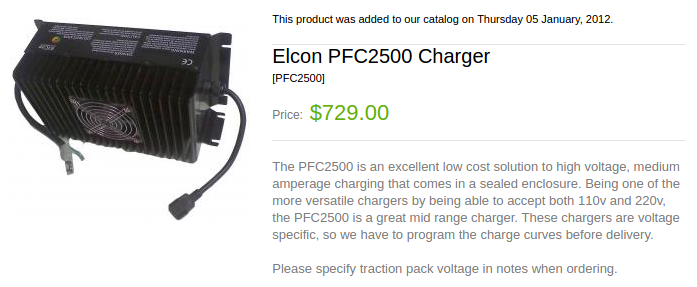 This product was added to our catalog on Thursday 05 January, 2012.
Elcon PFC2500 Charger
[PFC2500]
Price: $729.00
The PFC2500 is an excellent low cost solution to high voltage, medium
amperage charging that comes in a sealed enclosure. Being one of the
more versatile chargers by being able to accept both 110v and 220v,
the PFC2500 is a great mid range charger. These chargers are voltage
specific, so we have to program the charge curves before delivery.
Please specify traction pack voltage in notes when ordering.